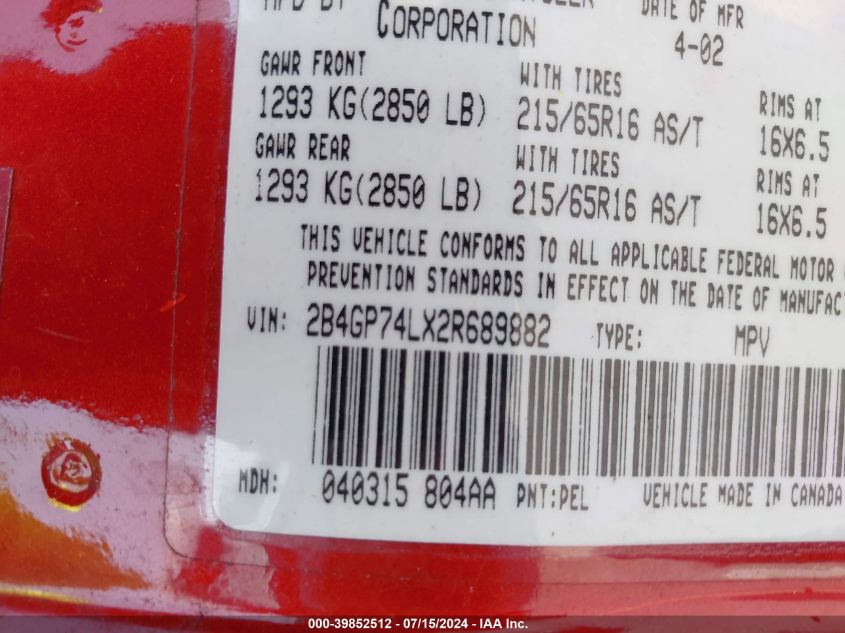 MFD BY
DATE OF MFR
CORPORATION
4-02
GAWR FRONT
WITH TIRES
RIMS AT
1293 KG(2850 LB)
215/65R16 AS/T
16X6.5
GAWR REAR
WITH TIRES
RIMS AT
1293 KG(2850 LB)
215/65R16 AS/T
16X6.5
THIS VEHICLE CONFORMS TO ALL APPLICABLE FEDERAL MOTOR
PREVENTION STANDARDS IN EFFECT ON THE DATE OF MANUFAC
VIN: 2B4GP74LX2R689882 TYPE: MPV
MDH: 040315 804AA PNT:PEL VEHICLE MADE IN CANADA
000-39852512 - 07/15/2024 - IAA Inc.